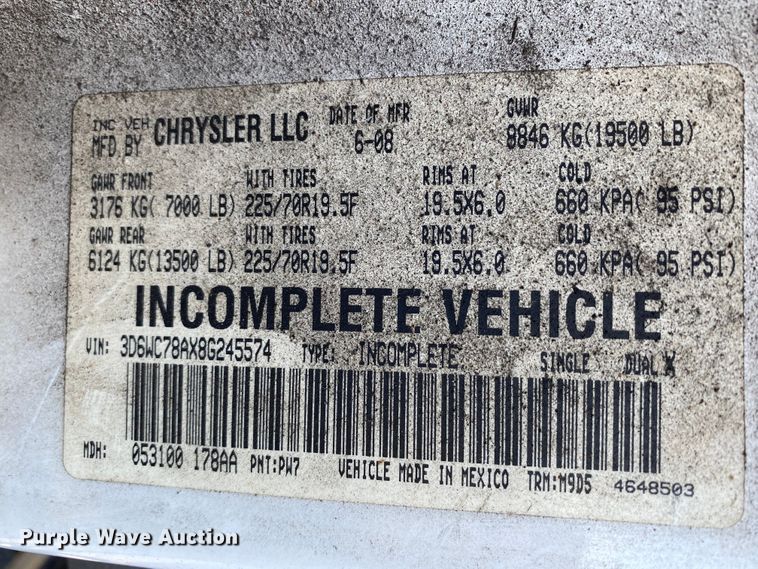 INC VEH MFD BY CHRYSLER LLC DATE OF MFR 6-08 GVWR 8846 KG(19500 LB)
GAWR FRONT WITH TIRES RIMS AT COLD
3176 KG( 7000 LB) 225/70R19.5F 19.5X6.0 660 KPA( 95 PSI)
GAWR REAR WITH TIRES RIMS AT COLD
6124 KG(13500 LB) 225/70R19.5F 19.5X6.0 660 KPA( 95 PSI)
INCOMPLETE VEHICLE
VIN: 3D6WC78AX8G245574 TYPE: INCOMPLETE SINGLE DUAL X
MDH: 053100 178AA PNT:PW7 VEHICLE MADE IN MEXICO TRM:M9D5 4648503
Purple Wave Auction